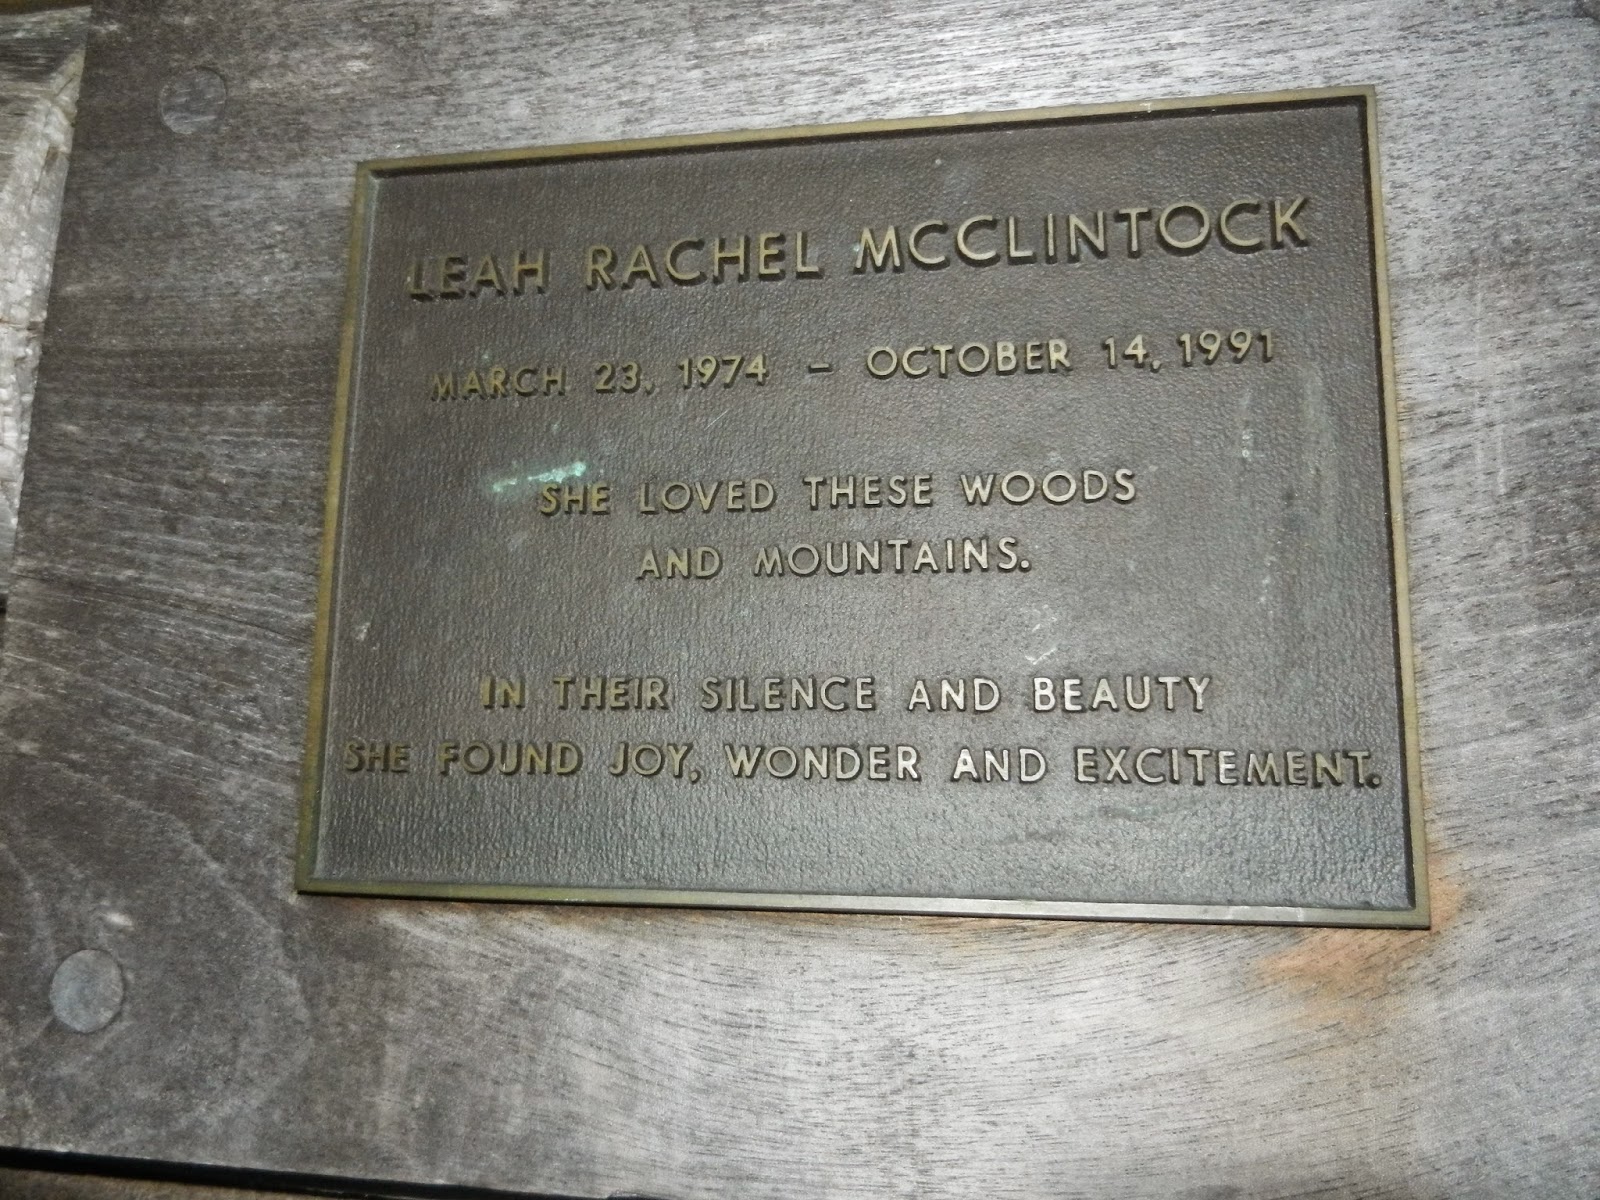 LEAH RACHEL MCCLINTOCK
MARCH 23, 1974 – OCTOBER 14, 1991
SHE LOVED THESE WOODS
AND MOUNTAINS.
IN THEIR SILENCE AND BEAUTY
SHE FOUND JOY, WONDER AND EXCITEMENT.